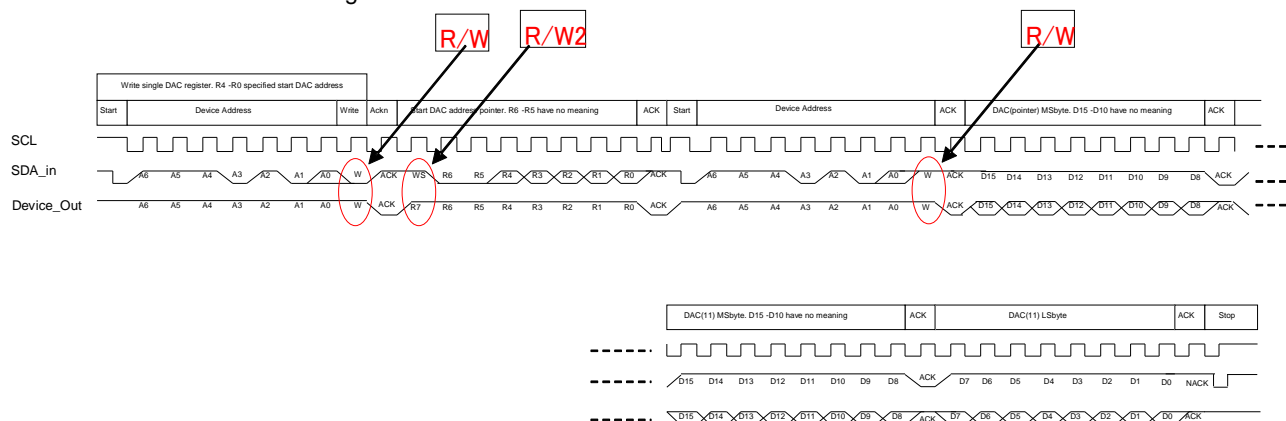 R/W R/W2 R/W
Write single DAC register. R4 -R0 specified start DAC address
Start Device Address Write Ackn Start DAC address pointer. R6 -R5 have no meaning ACK Start Device Address ACK DAC(pointer) MSbyte. D15 -D10 have no meaning ACK
SCL
SDA_in A6 A5 A4 A3 A2 A1 A0 W ACK WS R6 R5 R4 R3 R2 R1 R0 ACK A6 A5 A4 A3 A2 A1 A0 W ACK D15 D14 D13 D12 D11 D10 D9 D8 ACK
Device_Out A6 A5 A4 A3 A2 A1 A0 W ACK R7 R6 R5 R4 R3 R2 R1 R0 ACK A6 A5 A4 A3 A2 A1 A0 W ACK D15 D14 D13 D12 D11 D10 D9 D8 ACK
DAC(11) MSbyte. D15 -D10 have no meaning ACK DAC(11) LSbyte ACK Stop
D15 D14 D13 D12 D11 D10 D9 D8 ACK D7 D6 D5 D4 D3 D2 D1 D0 NACK
D15 D14 D13 D12 D11 D10 D9 D8 ACK D7 D6 D5 D4 D3 D2 D1 D0 ACK